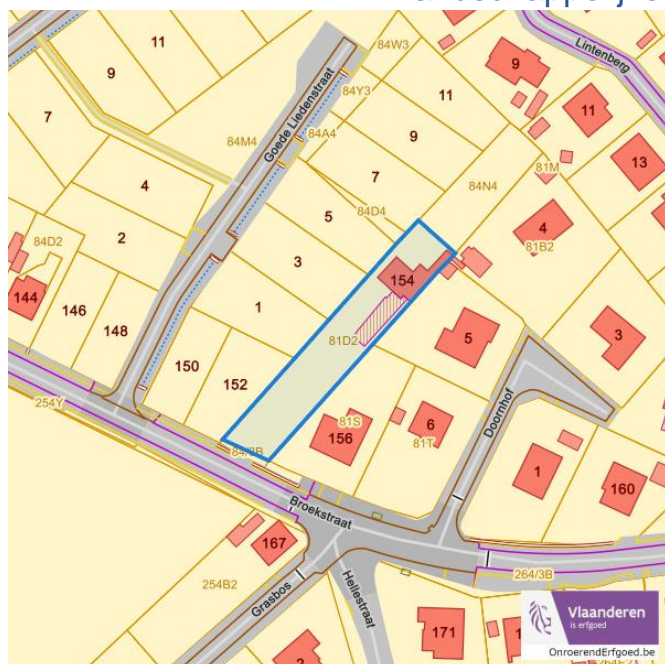 11
84W3
9
Lintenberg
9
84Y3
11
11
7
Goede Liedenstraat
84M4
84A4
9
13
81M
4
7
84N4
84D4
5
4
84D2
2
81B2
3
154
144
146
1
148
81D2
5
3
150
152
254Y
81S
6
156
81T
Doornhof
84/2B
1
160
Broekstraat
167
264/3B
254B2
Grasbos
Hellestraat
171
Vlaanderen
is erfgoed
OnroerendErfgoed.be